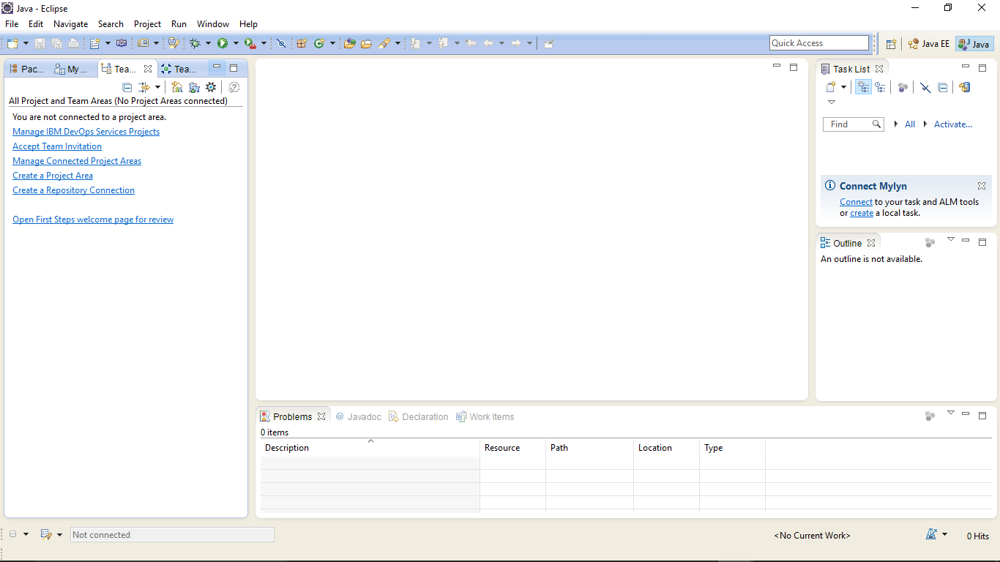 Java - Eclipse
File Edit Navigate Search Project Run Window Help
Quick Access
Java EE
Java
Pac...
My ...
Tea...
Tea...
All Project and Team Areas (No Project Areas connected)
You are not connected to a project area.
Manage IBM DevOps Services Projects
Accept Team Invitation
Manage Connected Project Areas
Create a Project Area
Create a Repository Connection
Open First Steps welcome page for review
Task List
Find
All
Activate...
Connect Mylyn
Connect to your task and ALM tools
or create a local task.
Outline
An outline is not available.
Problems @ Javadoc Declaration Work Items
0 items
Description Resource Path Location Type
Not connected
<No Current Work>
0 Hits